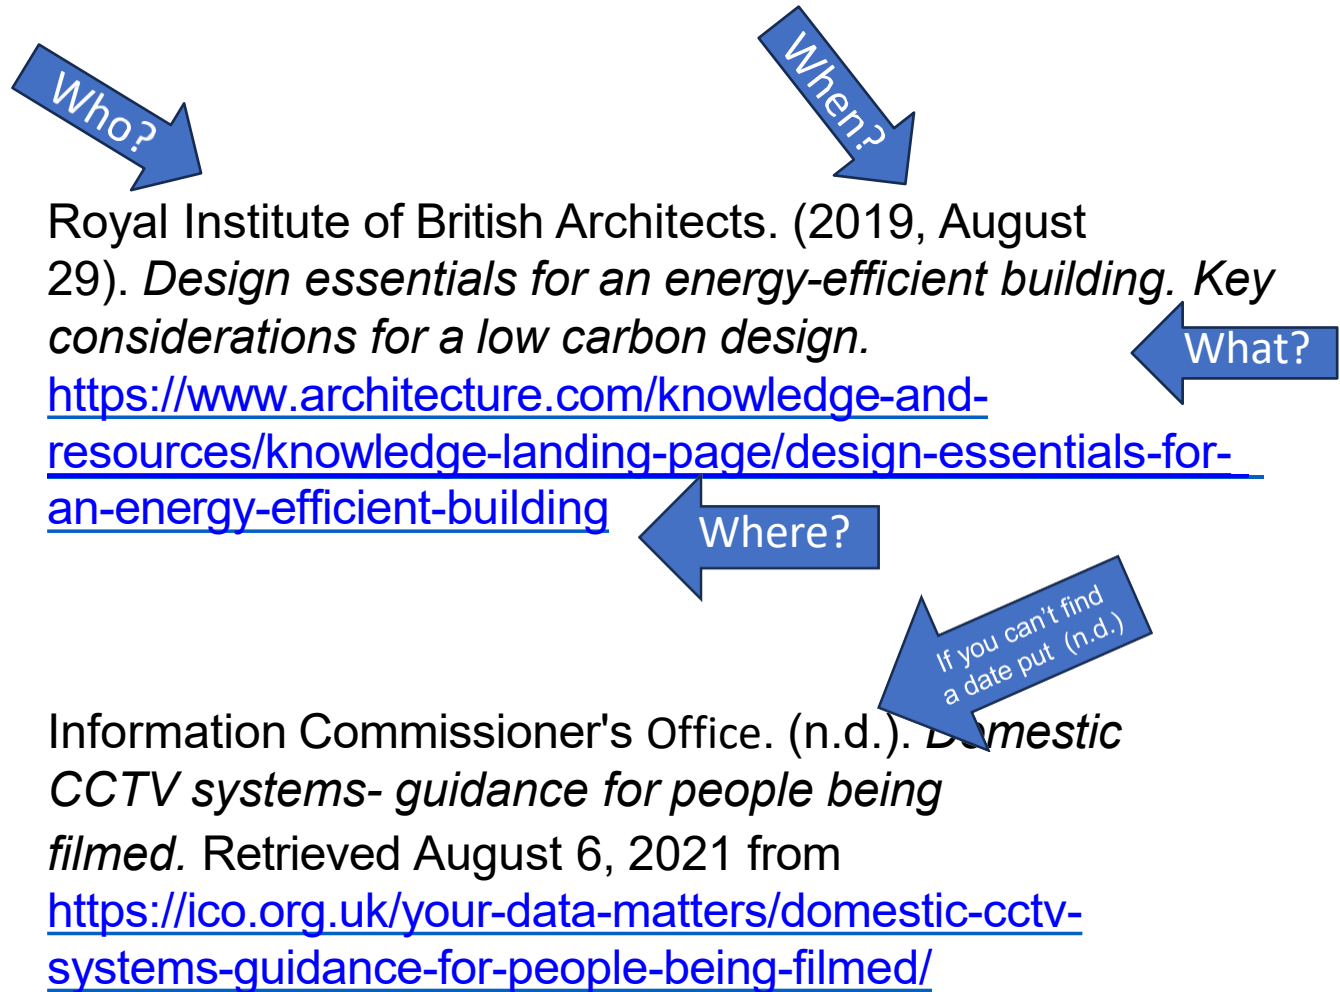 Who?
When?
Royal Institute of British Architects. (2019, August
29). Design essentials for an energy-efficient building. Key
considerations for a low carbon design.
What?
https://www.architecture.com/knowledge-and-
resources/knowledge-landing-page/design-essentials-for-
an-energy-efficient-building
Where?
If you can't find
a date put (n.d.)
Information Commissioner's Office. (n.d.). Domestic
CCTV systems- guidance for people being
filmed. Retrieved August 6, 2021 from
https://ico.org.uk/your-data-matters/domestic-cctv-
systems-guidance-for-people-being-filmed/